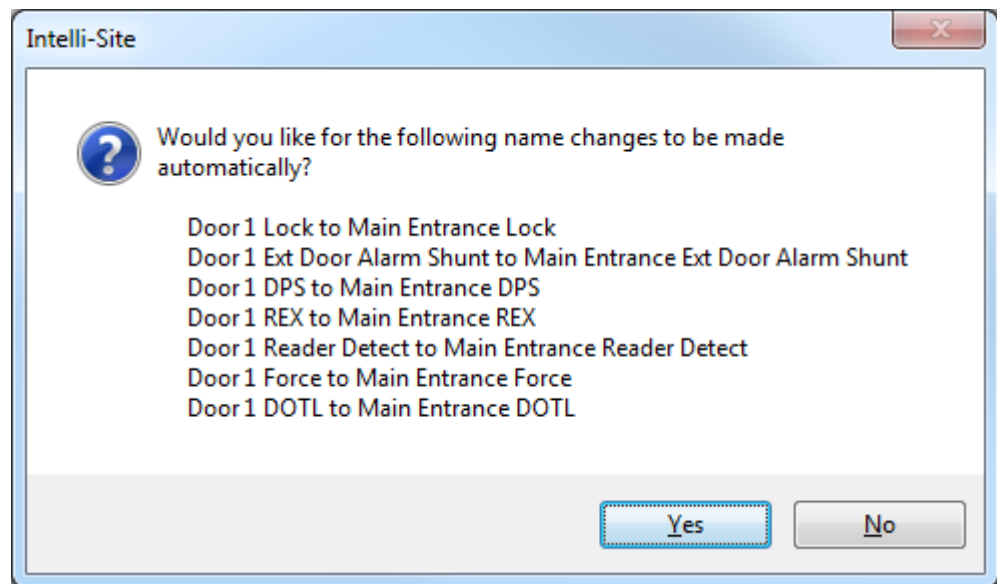 Intelli-Site
Would you like for the following name changes to be made
automatically?
Door 1 Lock to Main Entrance Lock
Door 1 Ext Door Alarm Shunt to Main Entrance Ext Door Alarm Shunt
Door 1 DPS to Main Entrance DPS
Door 1 REX to Main Entrance REX
Door 1 Reader Detect to Main Entrance Reader Detect
Door 1 Force to Main Entrance Force
Door 1 DOTL to Main Entrance DOTL
Yes No